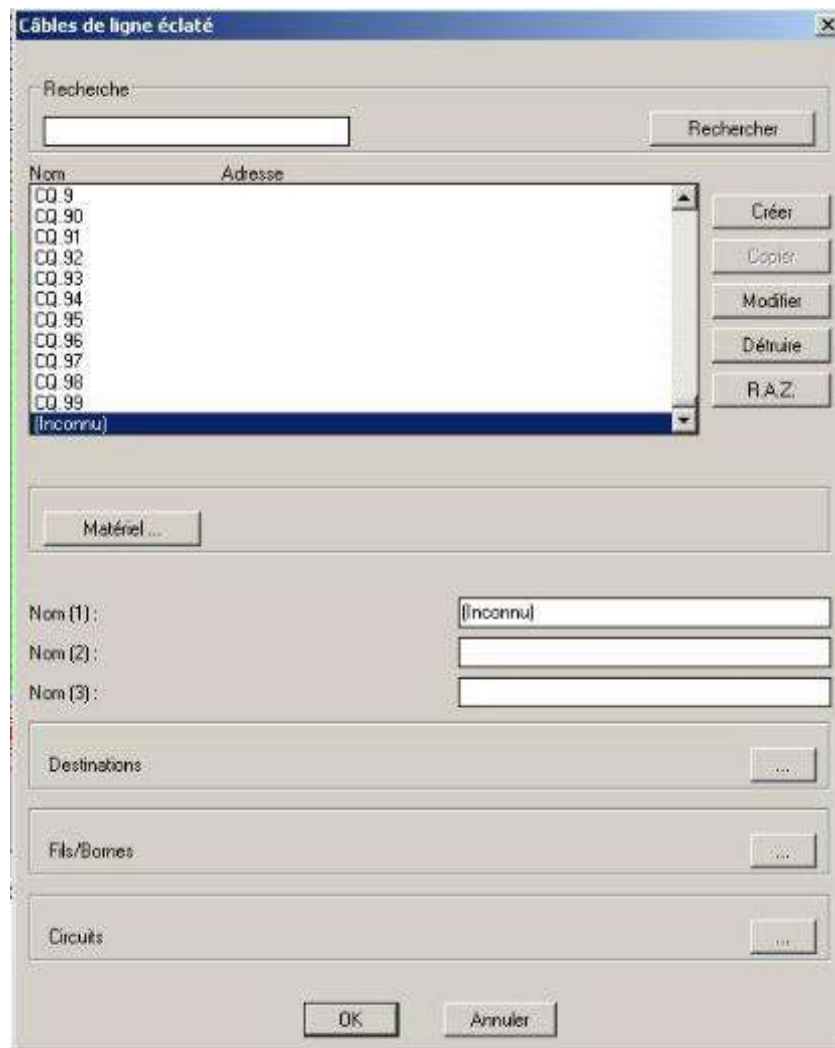 Câbles de ligne éclaté
Recherche
Rechercher
Nom Adresse
CQ.9
CQ.90
CQ.91
CQ.92
CQ.93
CQ.94
CQ.95
CQ.96
CQ.97
CQ.98
CQ.99
(Inconnu)
Créer
Copier
Modifier
Détruire
R.A.Z.
Matériel ...
Nom (1) : (Inconnu)
Nom (2) :
Nom (3) :
Destinations ...
Fils/Bornes ...
Circuits ...
OK Annuler